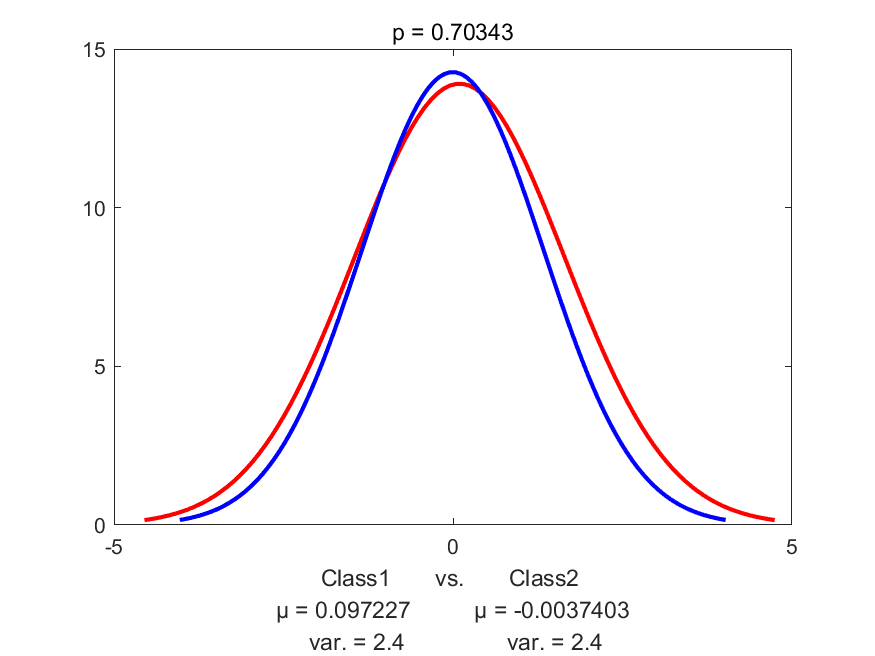 p = 0.70343
15
10
5
0
-5 0 5
Class1 vs. Class2
μ = 0.097227 μ = -0.0037403
var. = 2.4 var. = 2.4